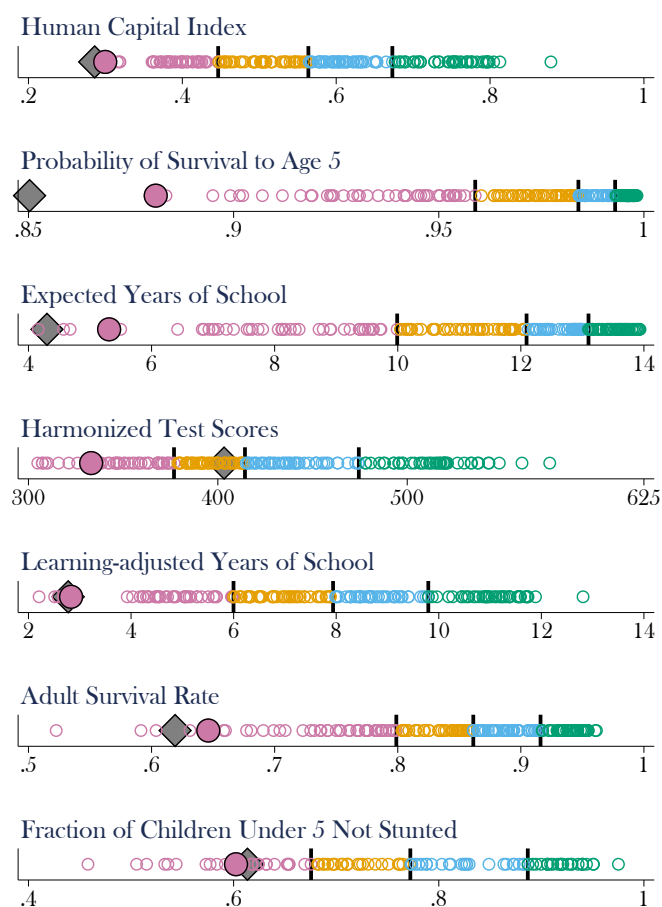 Human Capital Index
.2 .4 .6 .8 1
Probability of Survival to Age 5
.85 .9 .95 1
Expected Years of School
4 6 8 10 12 14
Harmonized Test Scores
300 400 500 625
Learning-adjusted Years of School
2 4 6 8 10 12 14
Adult Survival Rate
.5 .6 .7 .8 .9 1
Fraction of Children Under 5 Not Stunted
.4 .6 .8 1